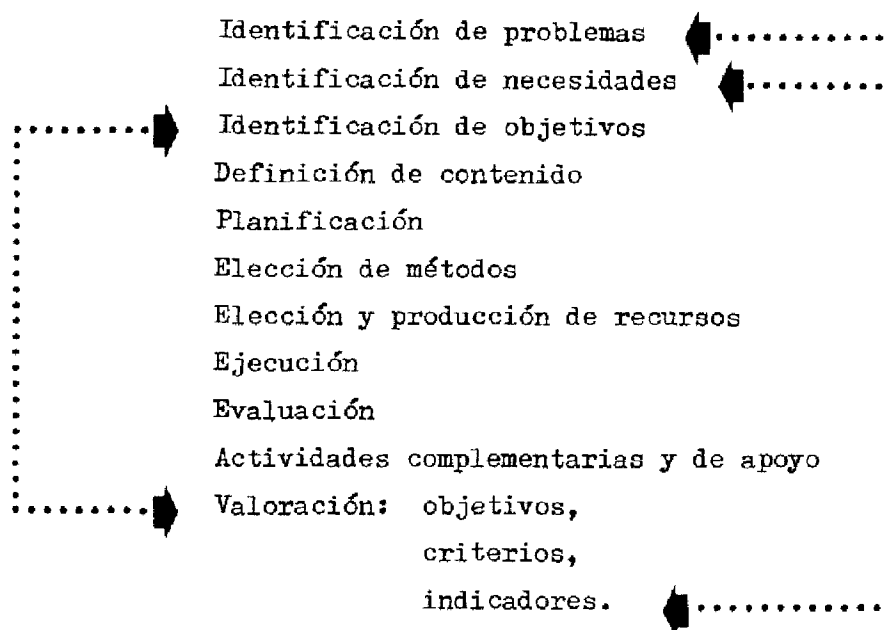 Identificación de problemas
Identificación de necesidades
Identificación de objetivos
Definición de contenido
Planificación
Elección de métodos
Elección y producción de recursos
Ejecución
Evaluación
Actividades complementarias y de apoyo
Valoración: objetivos,
criterios,
indicadores.